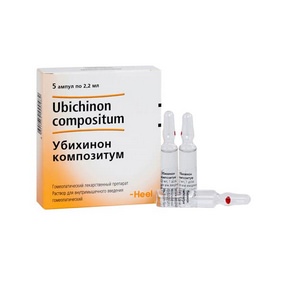 5 ампул по 2,2 мл
Ubichinon
compositum
Убихинон
композитум
Гомеопатический лекарственный препарат
Раствор для внутримышечного введения
гомеопатический
-Heel